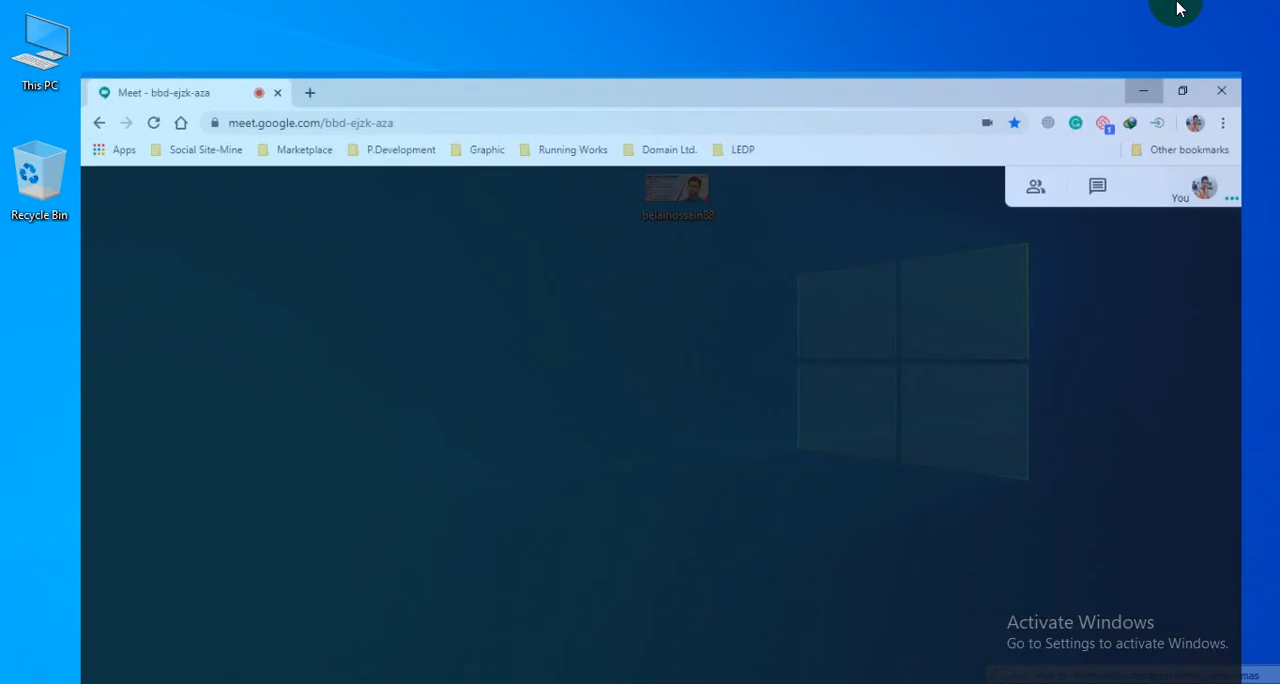 This PC
Recycle Bin
Meet - bbd-ejzk-aza
meet.google.com/bbd-ejzk-aza
1
Apps Social Site-Mine Marketplace P.Development Graphic Running Works Domain Ltd. LEDP Other bookmarks
You
belalhossain88
Activate Windows
Go to Settings to activate Windows.